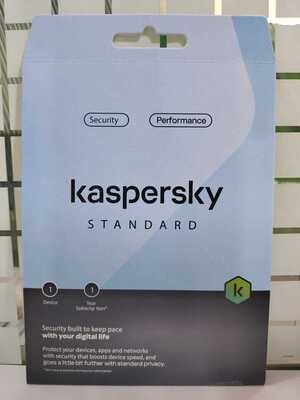 Security Performance
kaspersky
STANDARD
1 1
Device Year
Subscription*
Security built to keep pace
with your digital life
Protect your devices, apps and networks
with security that boosts device speed, and
goes a little bit further with standard privacy.
k